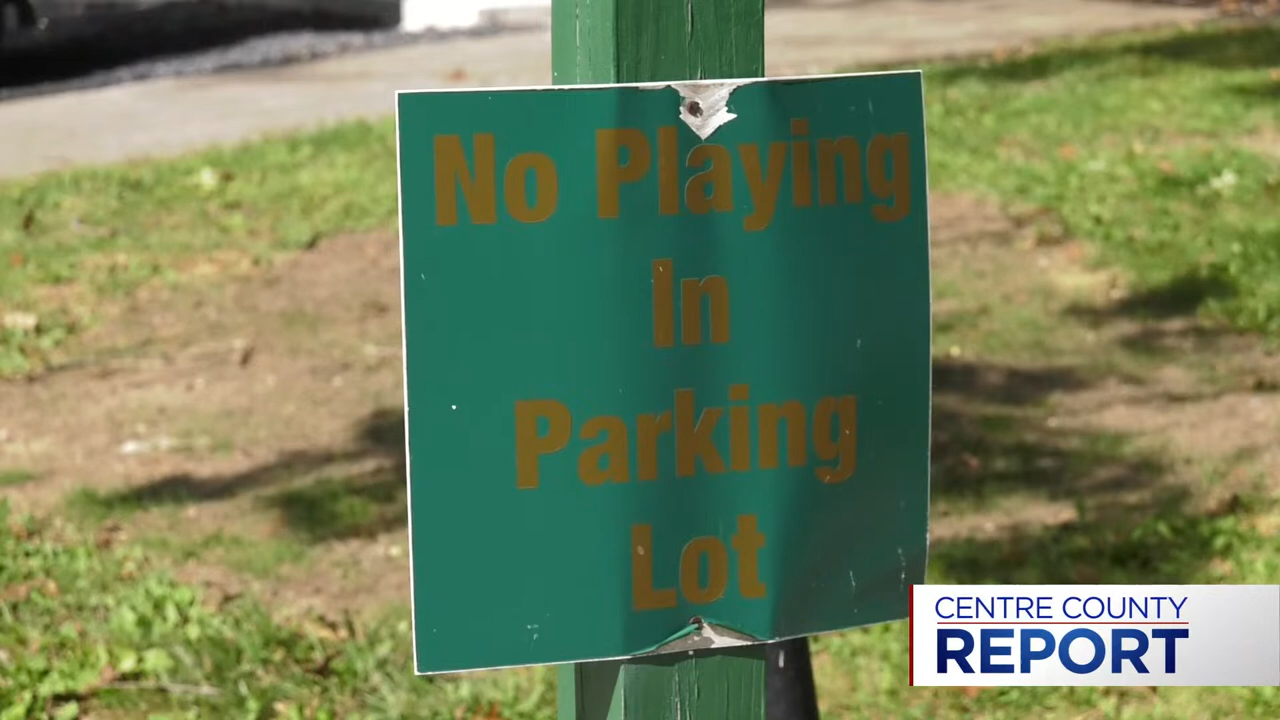 No Playing
In
Parking
Lot
CENTRE COUNTY
REPORT